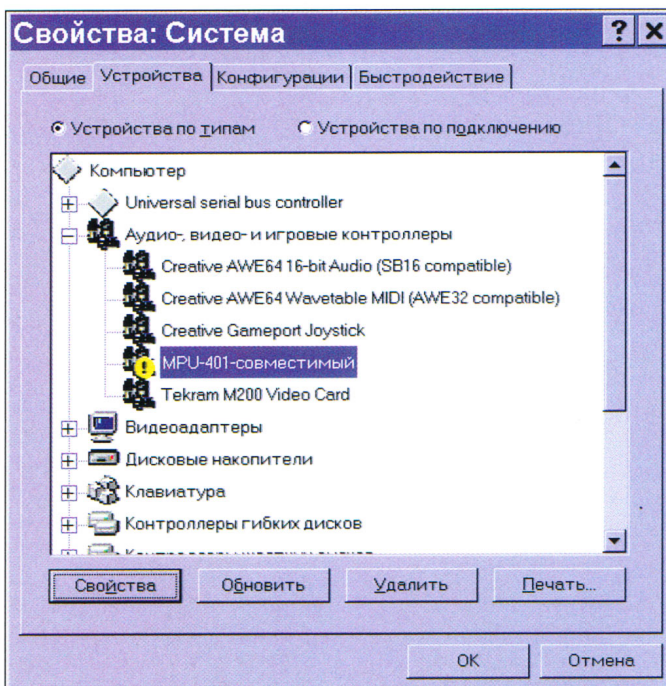 Свойства: Система
Общие Устройства Конфигурации Быстродействие
Устройства по типам Устройства по подключению
Компьютер
Universal serial bus controller
Аудио-, видео- и игровые контроллеры
Creative AWE64 16-bit Audio (SB16 compatible)
Creative AWE64 Wavetable MIDI (AWE32 compatible)
Creative Gameport Joystick
MPU-401-совместимый
Tekram M200 Video Card
Видеоадаптеры
Дисковые накопители
Клавиатура
Контроллеры гибких дисков
Свойства Обновить Удалить Печать...
OK Отмена